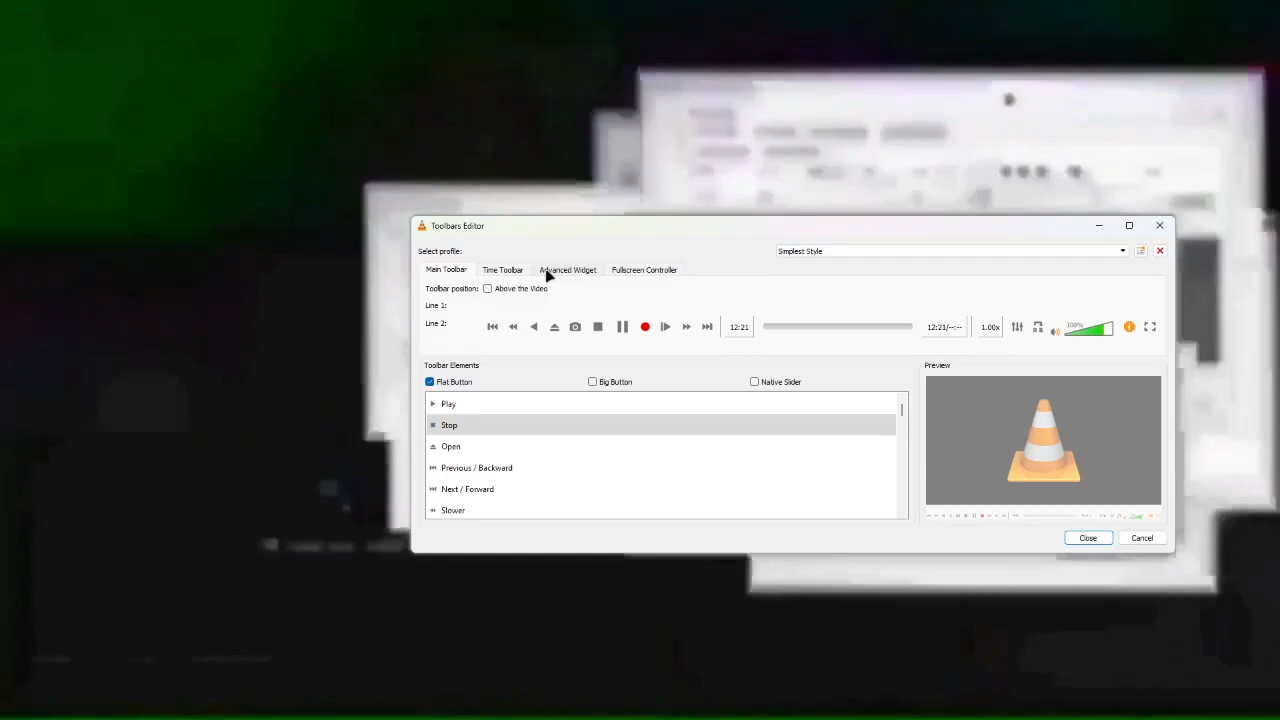 Toolbars Editor
Select profile: Simplest Style
Main Toolbar Time Toolbar Advanced Widget Fullscreen Controller
Toolbar position: Above the Video
Line 1:
Line 2: 12:21 12:21/--:-- 1.00x 100%
Toolbar Elements Preview
Flat Button Big Button Native Slider
Play
Stop
Open
Previous / Backward
Next / Forward
Slower
Close Cancel